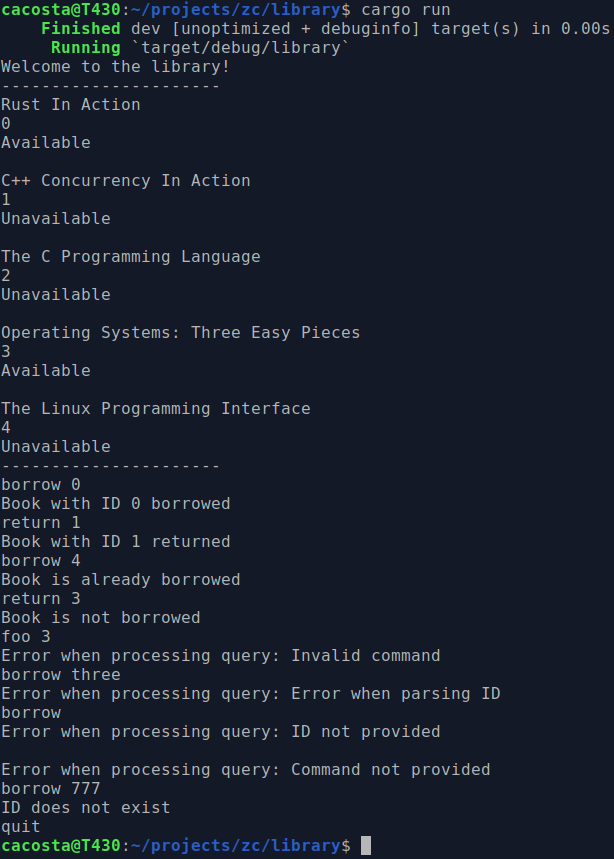 cacosta@T430:~/projects/zc/library$ cargo run
    Finished dev [unoptimized + debuginfo] target(s) in 0.00s
     Running `target/debug/library`
Welcome to the library!
----------------------
Rust In Action
0
Available

C++ Concurrency In Action
1
Unavailable

The C Programming Language
2
Unavailable

Operating Systems: Three Easy Pieces
3
Available

The Linux Programming Interface
4
Unavailable
----------------------
borrow 0
Book with ID 0 borrowed
return 1
Book with ID 1 returned
borrow 4
Book is already borrowed
return 3
Book is not borrowed
foo 3
Error when processing query: Invalid command
borrow three
Error when processing query: Error when parsing ID
borrow
Error when processing query: ID not provided

Error when processing query: Command not provided
borrow 777
ID does not exist
quit
cacosta@T430:~/projects/zc/library$